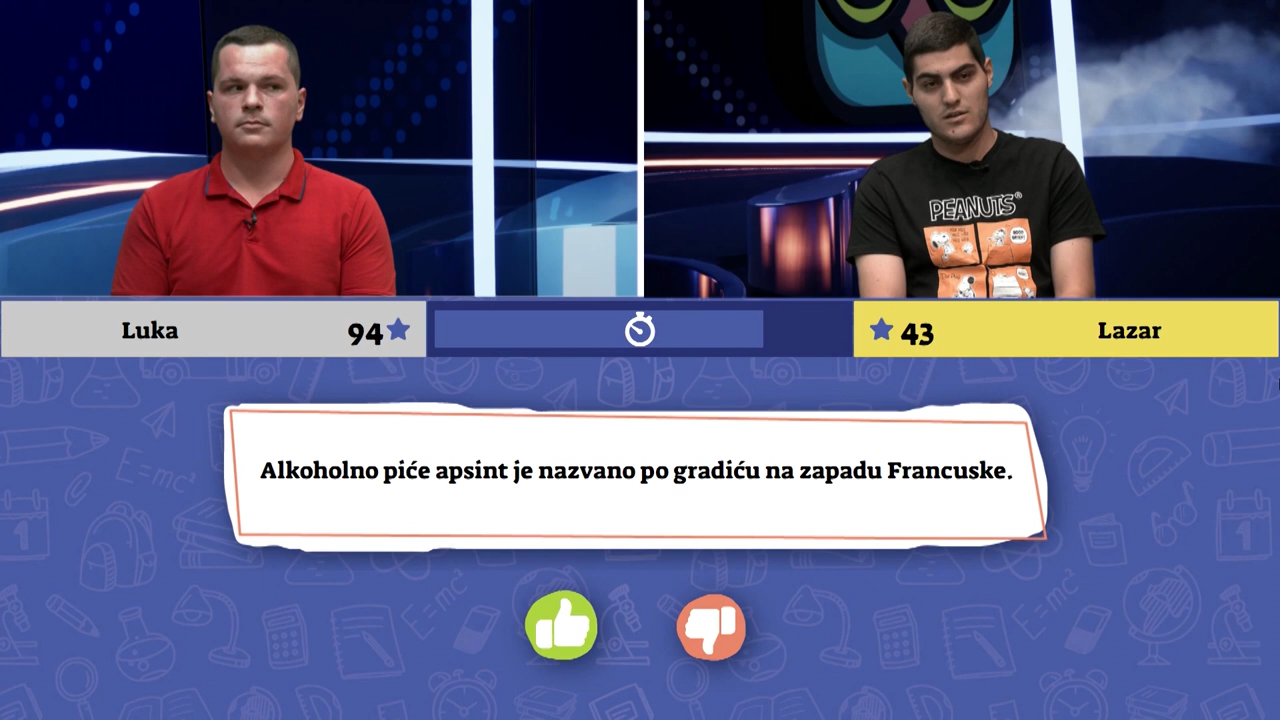 PEANUTS
Luka
94
43
Lazar
Alkoholno piće apsint je nazvano po gradiću na zapadu Francuske.